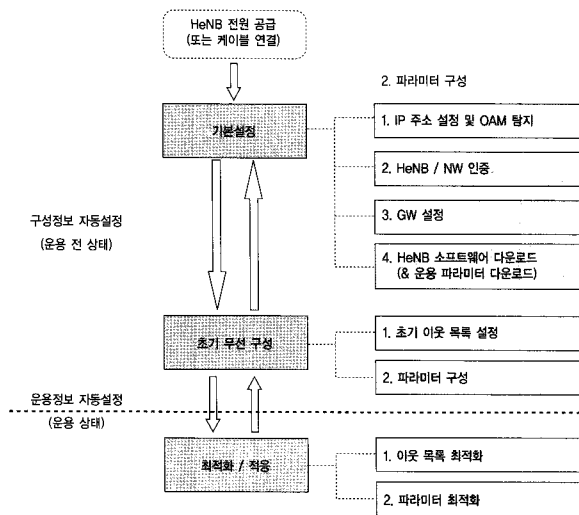 HeNB 전원 공급
(또는 케이블 연결)
2. 파라미터 구성
기본설정
1. IP 주소 설정 및 OAM 탐지
2. HeNB / NW 인증
3. GW 설정
4. HeNB 소프트웨어 다운로드
(& 운용 파라미터 다운로드)
구성정보 자동설정
(운용 전 상태)
초기 무선 구성
1. 초기 이웃 목록 설정
2. 파라미터 구성
운용정보 자동설정
(운용 상태)
최적화 / 적응
1. 이웃 목록 최적화
2. 파라미터 최적화